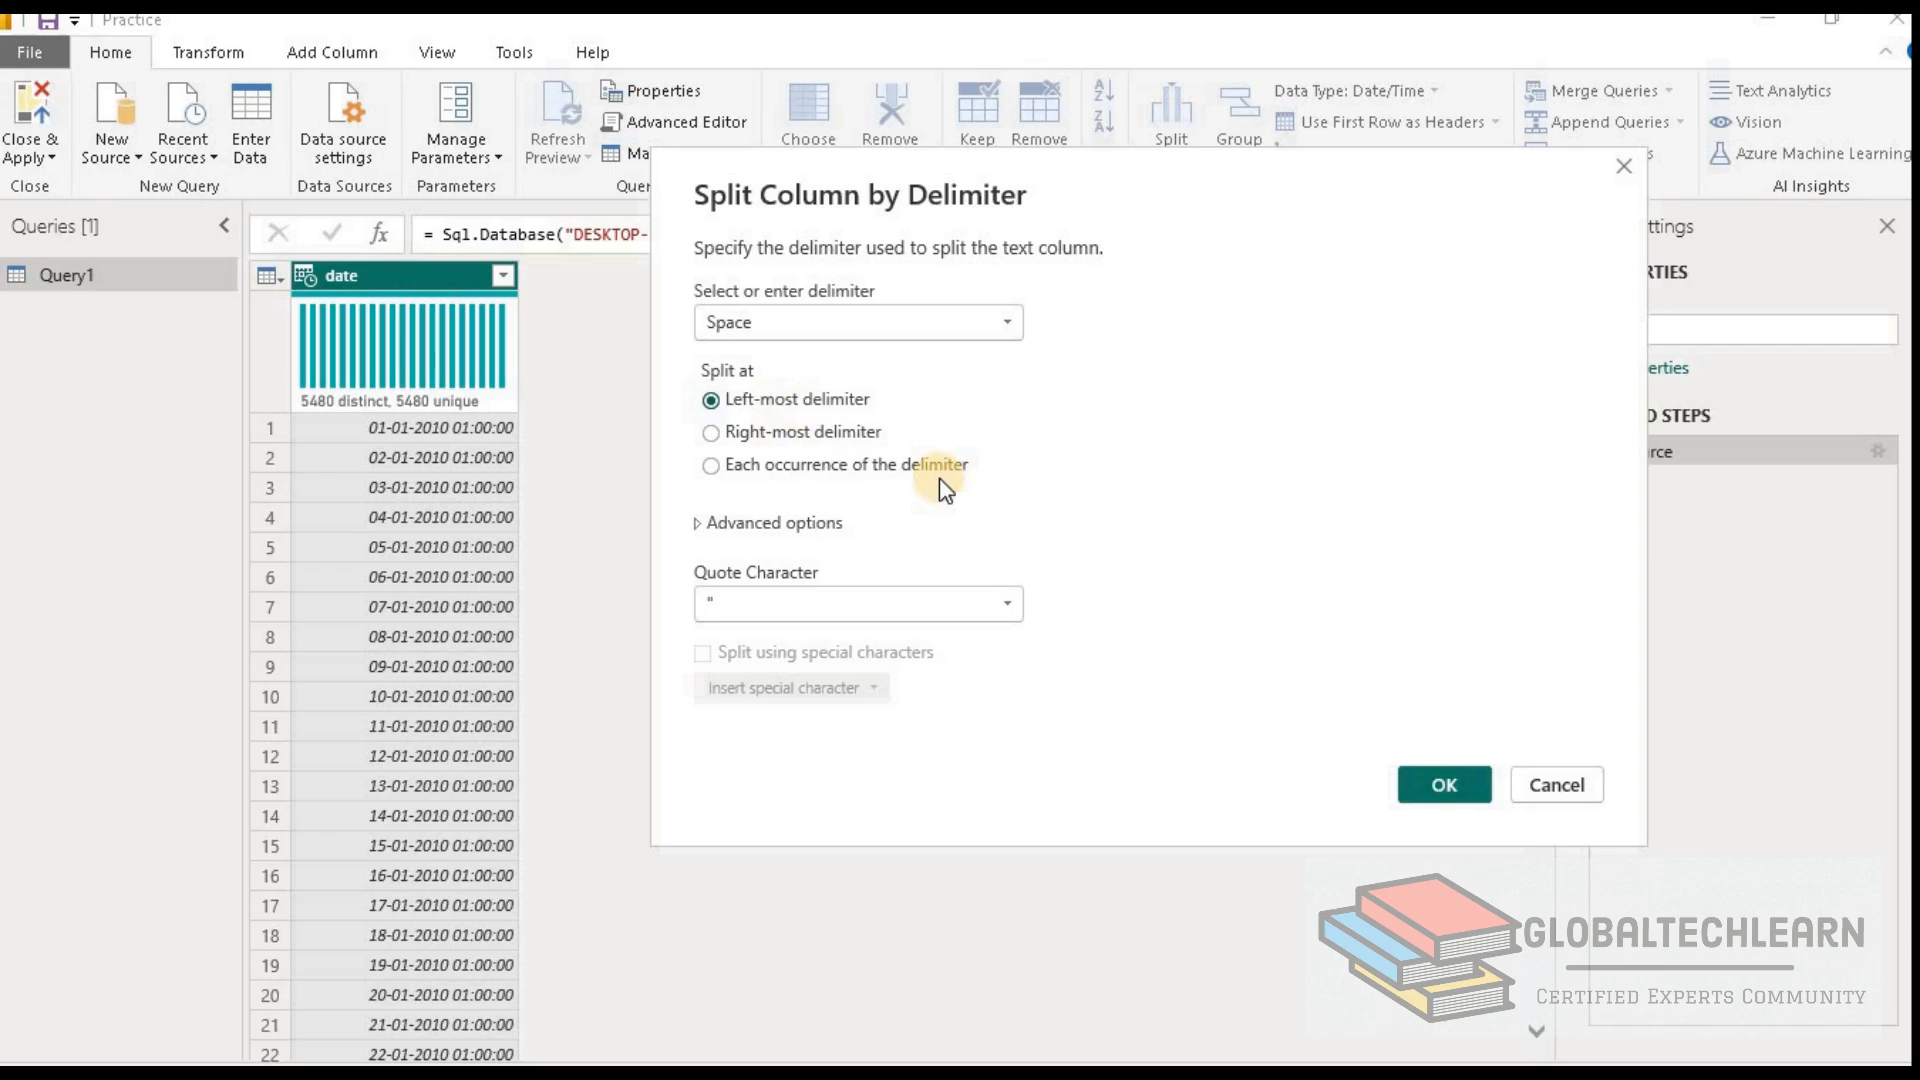 Practice
File
Home
Transform
Add Column
View
Tools
Help
Close &
Apply
Close
New
Source
Recent
Sources
Enter
Data
New Query
Data source
settings
Data Sources
Manage
Parameters
Parameters
Refresh
Preview
Properties
Advanced Editor
Ma
Quer
Choose
Remove
Keep
Remove
A
Z
Z
A
Split
Group
Data Type: Date/Time
Use First Row as Headers
Merge Queries
Append Queries
s
Text Analytics
Vision
Azure Machine Learning
AI Insights
Queries [1]
Query1
fx
= Sql.Database("DESKTOP-
date
5480 distinct, 5480 unique
1 01-01-2010 01:00:00
2 02-01-2010 01:00:00
3 03-01-2010 01:00:00
4 04-01-2010 01:00:00
5 05-01-2010 01:00:00
6 06-01-2010 01:00:00
7 07-01-2010 01:00:00
8 08-01-2010 01:00:00
9 09-01-2010 01:00:00
10 10-01-2010 01:00:00
11 11-01-2010 01:00:00
12 12-01-2010 01:00:00
13 13-01-2010 01:00:00
14 14-01-2010 01:00:00
15 15-01-2010 01:00:00
16 16-01-2010 01:00:00
17 17-01-2010 01:00:00
18 18-01-2010 01:00:00
19 19-01-2010 01:00:00
20 20-01-2010 01:00:00
21 21-01-2010 01:00:00
22 22-01-2010 01:00:00
Split Column by Delimiter
Specify the delimiter used to split the text column.
Select or enter delimiter
Space
Split at
Left-most delimiter
Right-most delimiter
Each occurrence of the delimiter
Advanced options
Quote Character
"
Split using special characters
Insert special character
OK
Cancel
ttings
RTIES
erties
D STEPS
rce
GLOBALTECHLEARN
CERTIFIED EXPERTS COMMUNITY